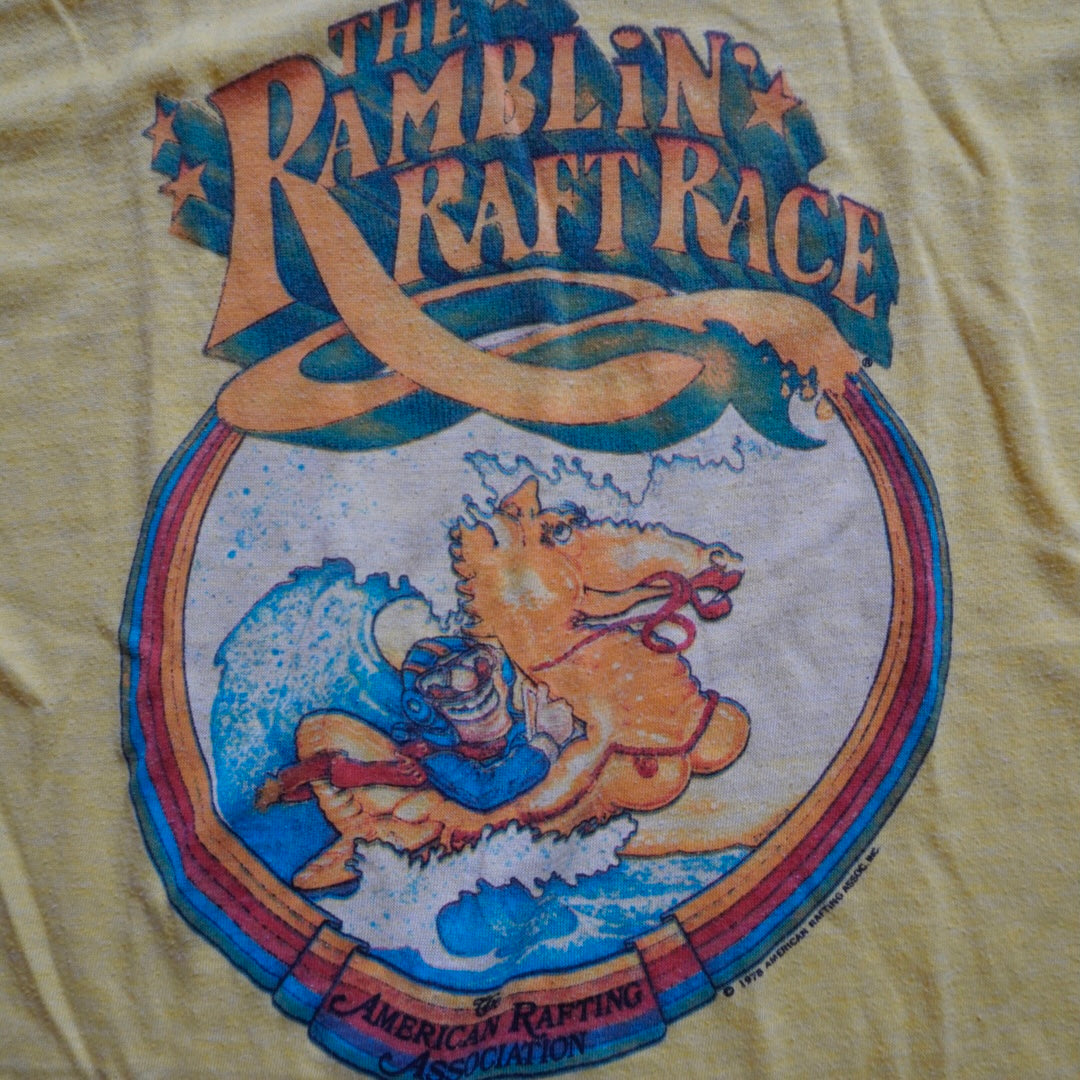 THE
RAMBLiN'
RAFT RACE
®
The
AMERICAN RAFTING
ASSOCIATION
© 1978 AMERICAN RAFTING ASSOC. INC